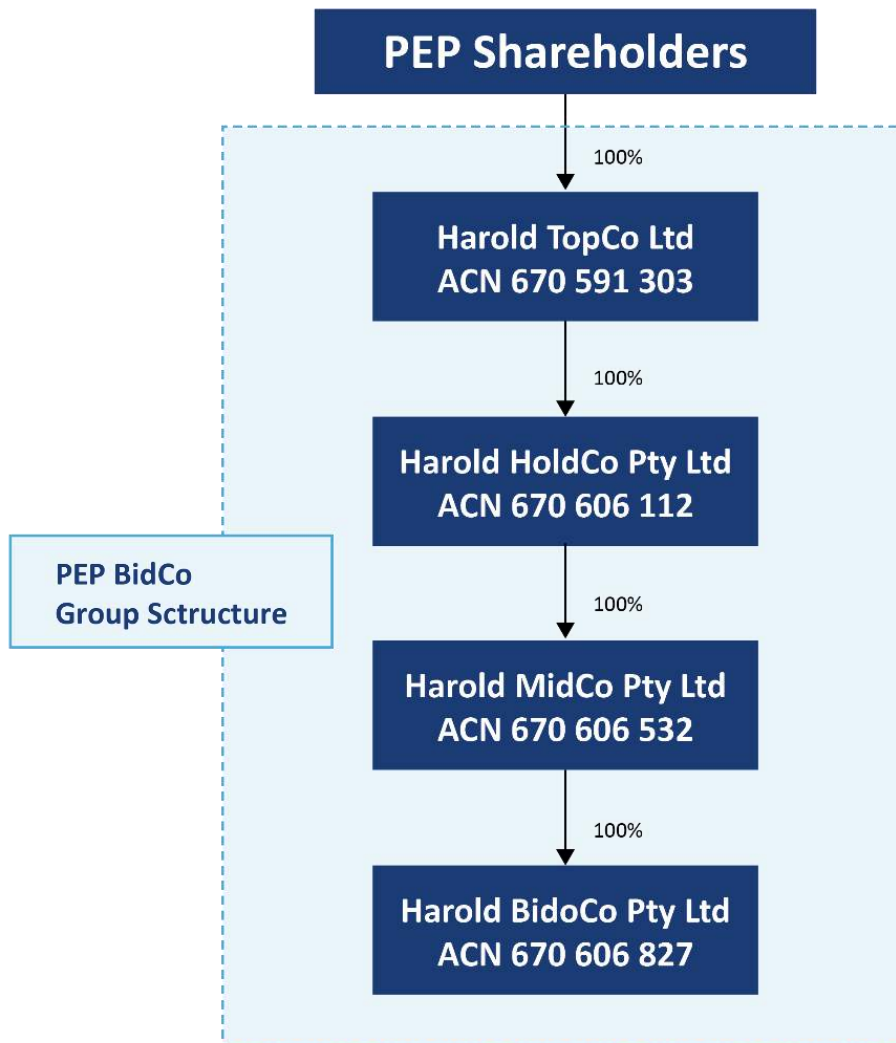 PEP Shareholders
100%
Harold TopCo Ltd
ACN 670 591 303
100%
Harold HoldCo Pty Ltd
ACN 670 606 112
PEP BidCo
Group Sctructure
100%
Harold MidCo Pty Ltd
ACN 670 606 532
100%
Harold BidoCo Pty Ltd
ACN 670 606 827